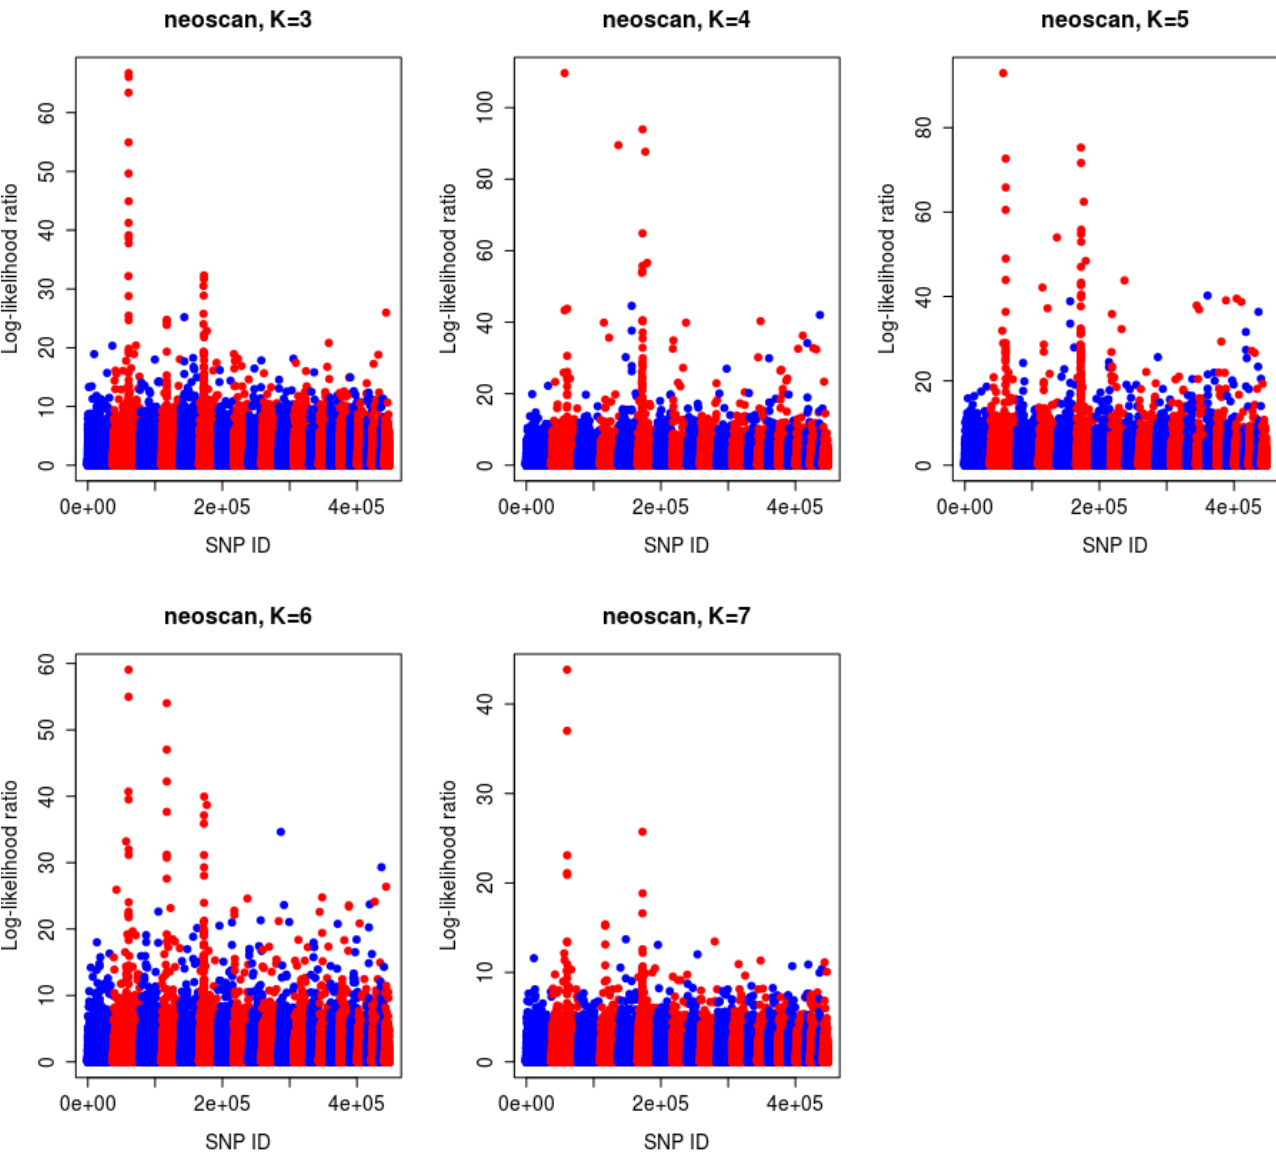 neoscan, K=3
Log-likelihood ratio
60
50
40
30
20
10
0
0e+00 2e+05 4e+05
SNP ID
neoscan, K=4
Log-likelihood ratio
100
80
60
40
20
0
0e+00 2e+05 4e+05
SNP ID
neoscan, K=5
Log-likelihood ratio
80
60
40
20
0
0e+00 2e+05 4e+05
SNP ID
neoscan, K=6
Log-likelihood ratio
60
50
40
30
20
10
0
0e+00 2e+05 4e+05
SNP ID
neoscan, K=7
Log-likelihood ratio
40
30
20
10
0
0e+00 2e+05 4e+05
SNP ID